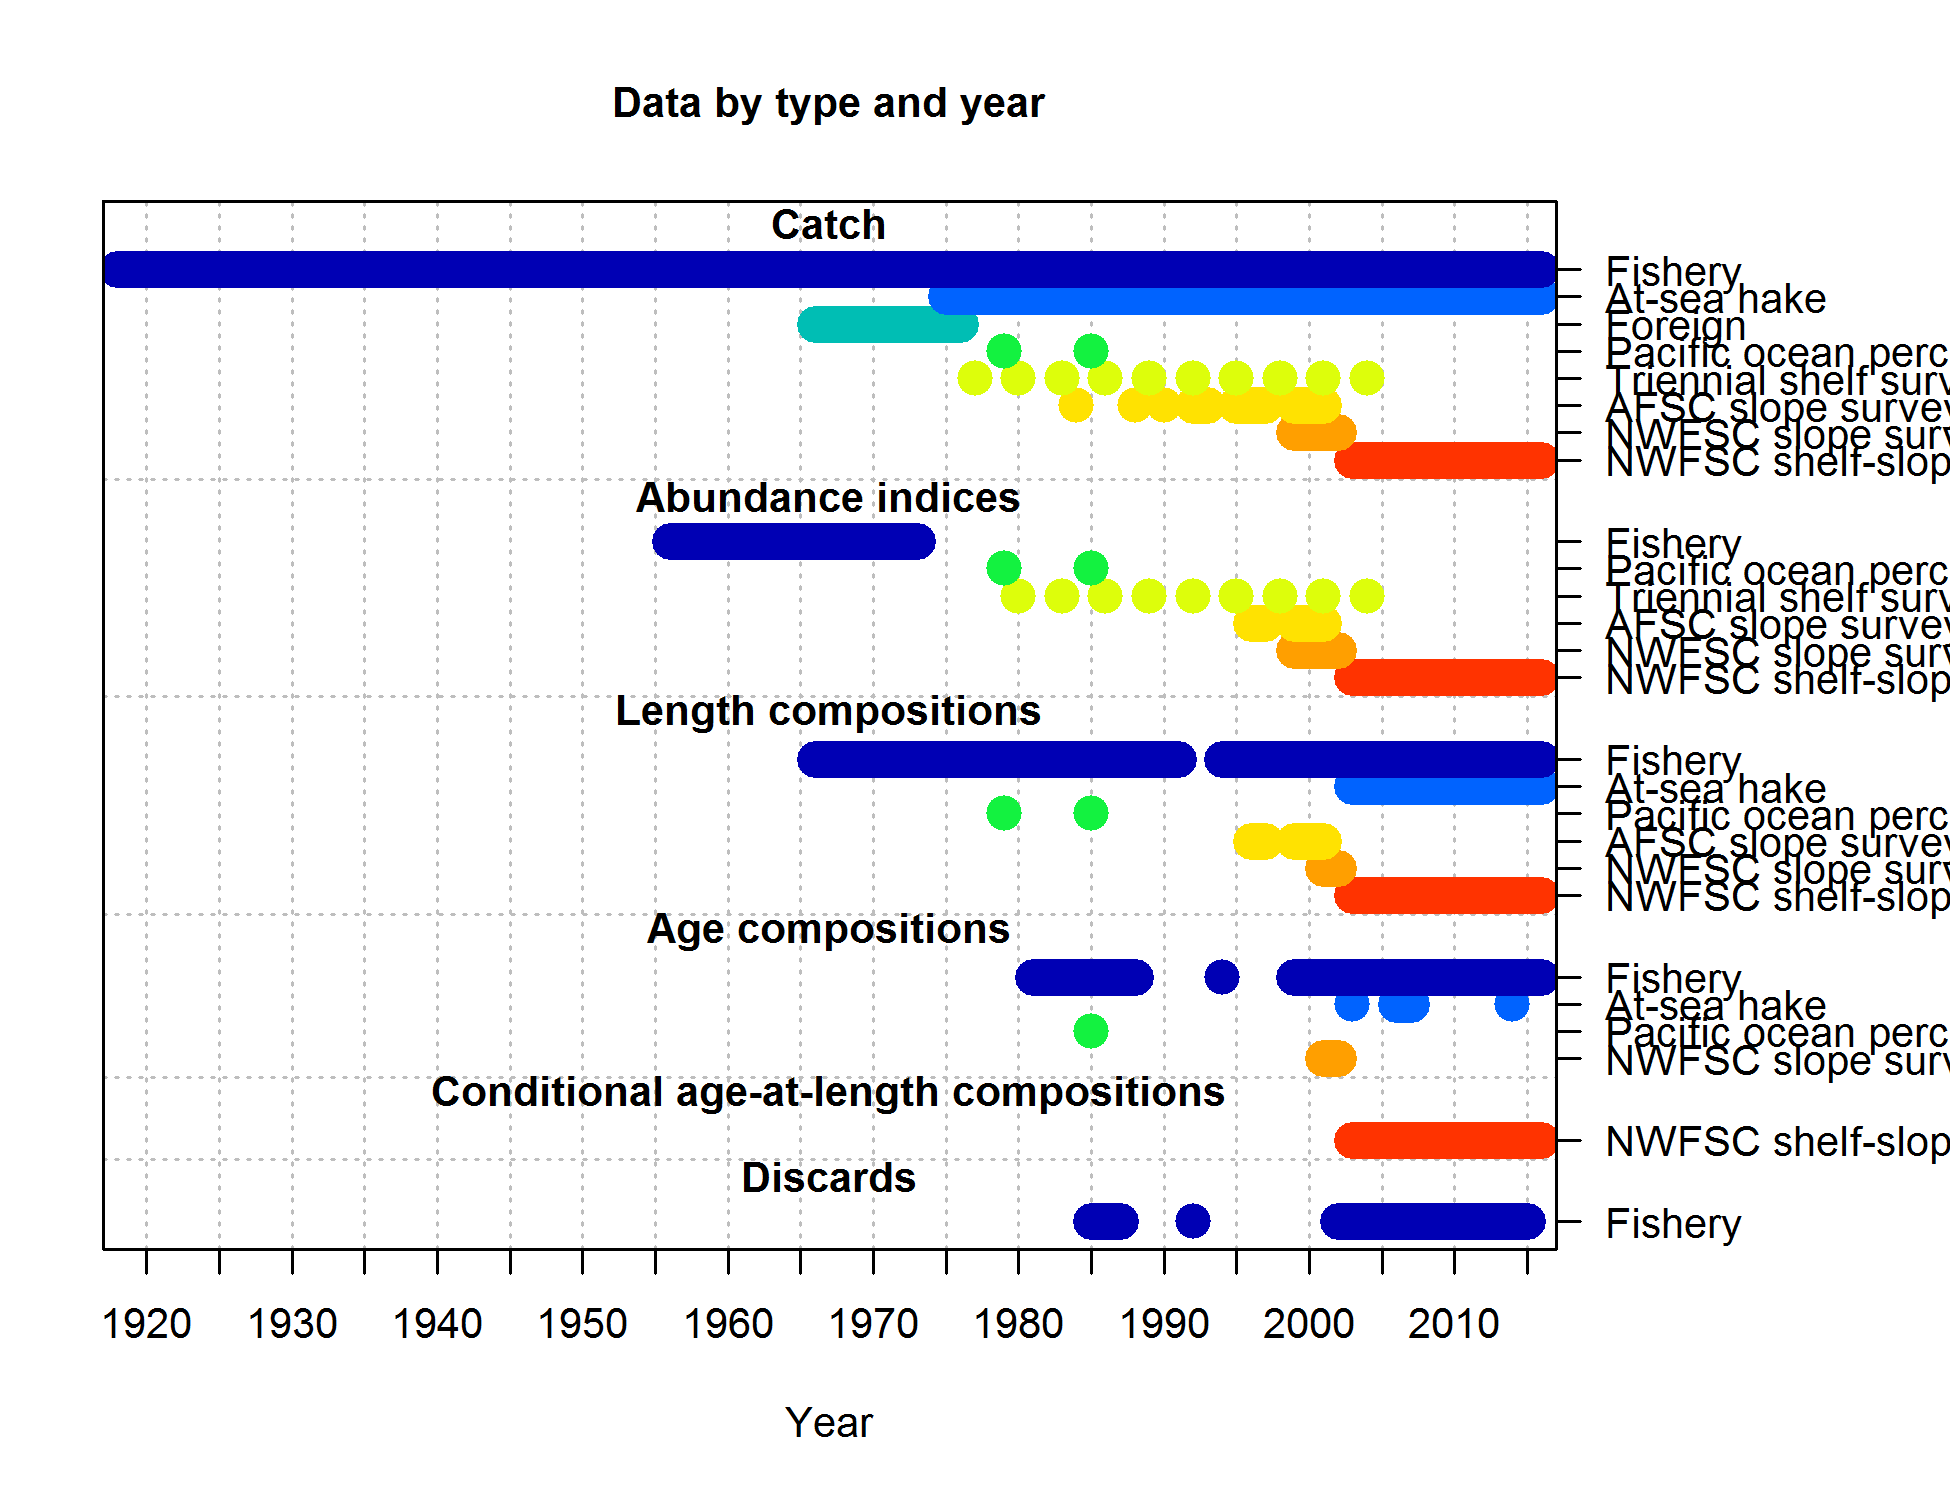 Data by type and year
Catch
Fishery
At-sea hake
Foreign
Pacific ocean perc
Triennial shelf surv
AFSC slope survey
NWFSC slope surv
NWFSC shelf-slop
Abundance indices
Fishery
Pacific ocean perc
Triennial shelf surv
AFSC slope survey
NWFSC slope surv
NWFSC shelf-slop
Length compositions
Fishery
At-sea hake
Pacific ocean perc
AFSC slope survey
NWFSC slope surv
NWFSC shelf-slop
Age compositions
Fishery
At-sea hake
Pacific ocean perc
NWFSC slope surv
Conditional age-at-length compositions
NWFSC shelf-slop
Discards
Fishery
1920 1930 1940 1950 1960 1970 1980 1990 2000 2010
Year